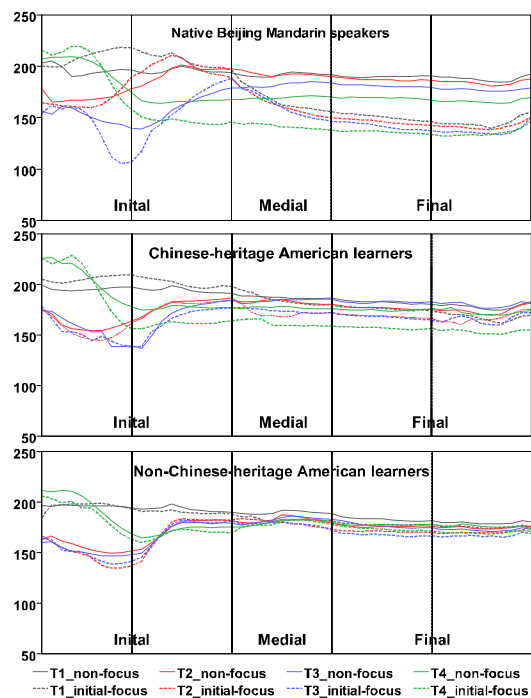 250
Native Beijing Mandarin speakers
200
150
100
Inital Medial Final
50
250
Chinese-heritage American learners
200
150
100
Inital Medial Final
50
250
Non-Chinese-heritage American learners
200
150
100
Inital Medial Final
50
T1_non-focus T2_non-focus T3_non-focus T4_non-focus
T1_initial-focus T2_initial-focus T3_initial-focus T4_initial-focus